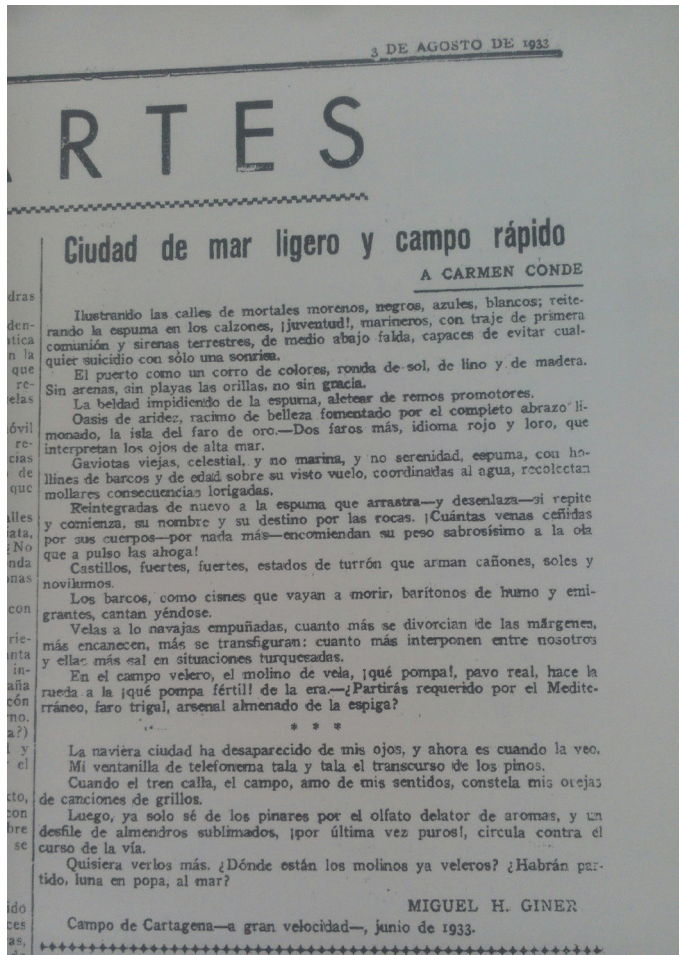 3 DE AGOSTO DE 1933
ARTES
Ciudad de mar ligero y campo rápido
A CARMEN CONDE
Ilustrando las calles de mortales morenos, negros, azules, blancos; reite-
rando la espuma en los calzones, ¡juventud!, marineros, con traje de primera
comunión y sirenas terrestres, de medio abajo falda, capaces de evitar cual-
quier suicidio con sólo una sonrisa.
El puerto como un corro de colores, ronda de sol, de lino y de madera.
Sin arenas, sin playas las orillas, no sin gracia.
La beldad impidiendo de la espuma, aletear de remos promotores.
Oasis de aridez, racimo de belleza fomentado por el completo abrazo li-
monado, la isla del faro de oro.—Dos faros más, idioma rojo y loro, que
interpretan los ojos de alta mar.
Gaviotas viejas, celestial, y no marina, y no serenidad, espuma, con ho-
llines de barcos y de edad sobre su visto vuelo, coordinadas al agua, recolectan
mollares consecuencias lorigadas.
Reintegradas de nuevo a la espuma que arrastra—y desenlaza—si repite
y comienza, su nombre y su destino por las rocas. ¡Cuántas venas ceñidas
por sus cuerpos—por nada más—encomiendan su peso sabrosísimo a la ola
que a pulso las ahoga!
Castillos, fuertes, fuertes, estados de turrón que arman cañones, soles y
novilunios.
Los barcos, como cisnes que vayan a morir, barítonos de humo y emi-
grantes, cantan yéndose.
Velas a lo navajas empuñadas, cuanto más se divorcian de las márgenes,
más encanecen, más se transfiguran: cuanto más interponen entre nosotros
y ellas más sal en situaciones turquesadas.
En el campo velero, el molino de vela, ¡qué pompa!, pavo real, hace la
rueda a la ¡qué pompa fértil! de la era.—¿Partirás requerido por el Medite-
rráneo, faro trigal, arsenal almenado de la espiga?
* * *
La naviera ciudad ha desaparecido de mis ojos, y ahora es cuando la veo.
Mi ventanilla de telefonema tala y tala el transcurso de los pinos.
Cuando el tren calla, el campo, amo de mis sentidos, constela mis orejas
de canciones de grillos.
Luego, ya solo sé de los pinares por el olfato delator de aromas, y un
desfile de almendros sublimados, ¡por última vez puros!, circula contra el
curso de la vía.
Quisiera verlos más. ¿Dónde están los molinos ya veleros? ¿Habrán par-
tido, luna en popa, al mar?
MIGUEL H. GINER
Campo de Cartagena—a gran velocidad—, junio de 1933.